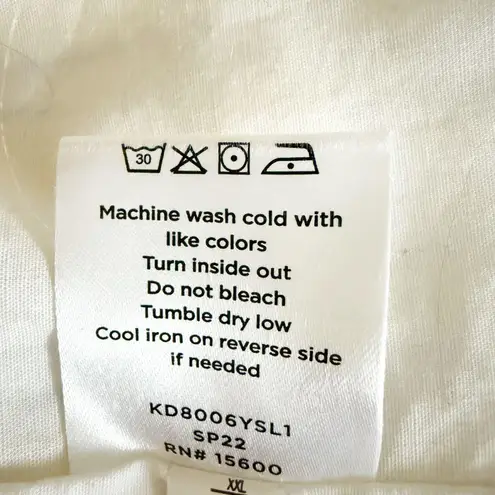 30
Machine wash cold with
like colors
Turn inside out
Do not bleach
Tumble dry low
Cool iron on reverse side
if needed
KD8006YSL1
SP22
RN# 15600
XXL